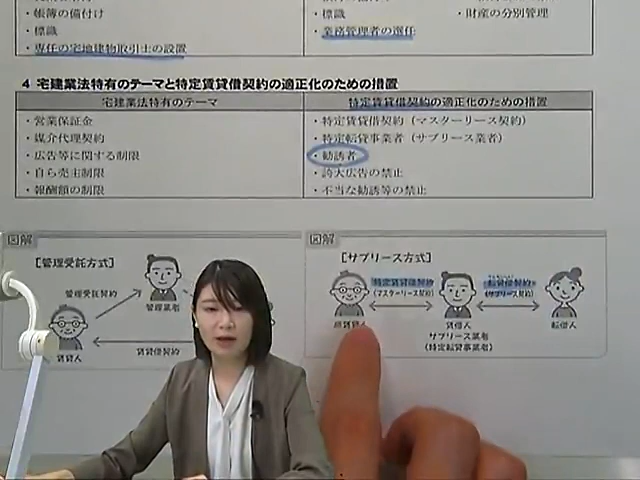 ・帳簿の備付け
・標識
・専任の宅地建物取引士の設置
・標識
・財産の分別管理
・業務管理者の選任
4 宅建業法特有のテーマと特定賃貸借契約の適正化のための措置
宅建業法特有のテーマ
特定賃貸借契約の適正化のための措置
・営業保証金
・媒介代理契約
・広告等に関する制限
・自ら売主制限
・報酬額の制限
・特定賃貸借契約（マスターリース契約）
・特定転貸事業者（サブリース業者）
・勧誘者
・誇大広告の禁止
・不当な勧誘等の禁止
図解
［管理受託方式］
管理受託契約
管理業者
賃貸人
賃貸借契約
図解
［サブリース方式］
特定賃貸借契約
（マスターリース契約）
転貸借契約
（サブリース契約）
原賃貸人
賃借人
転借人
サブリース業者
（特定転貸事業者）